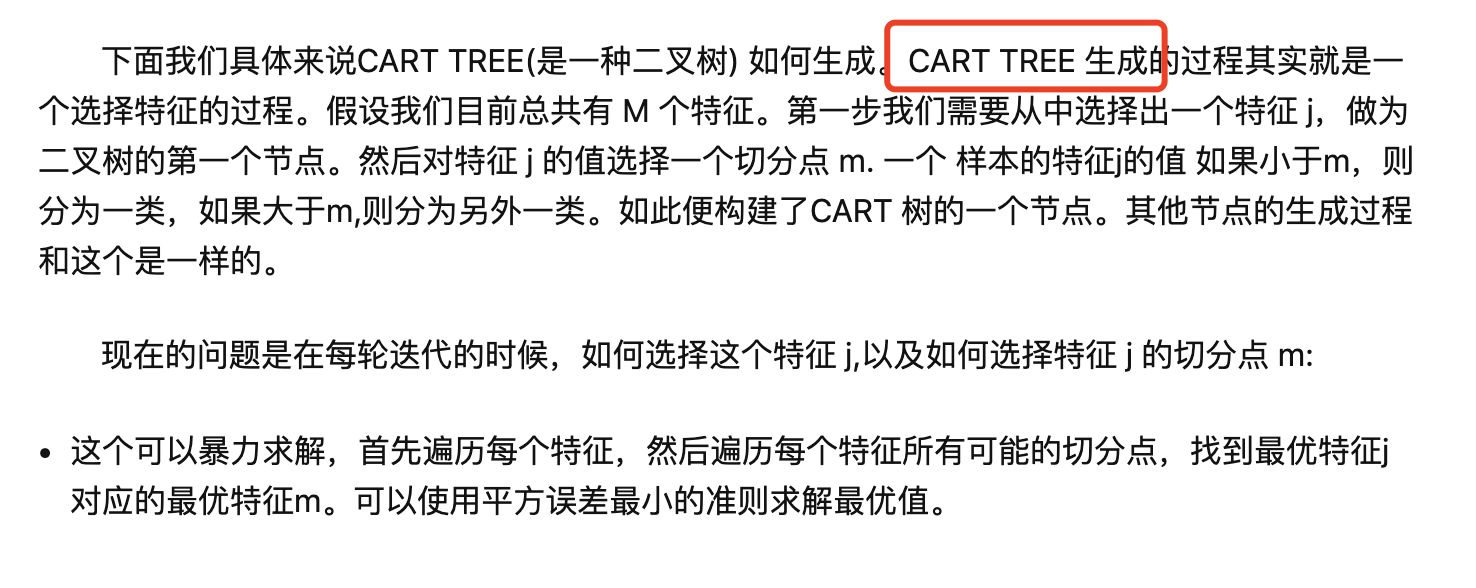 下面我们具体来说CART TREE(是一种二叉树) 如何生成。CART TREE 生成的过程其实就是一
个选择特征的过程。假设我们目前总共有 M 个特征。第一步我们需要从中选择出一个特征 j，做为
二叉树的第一个节点。然后对特征 j 的值选择一个切分点 m. 一个 样本的特征j的值 如果小于m，则
分为一类，如果大于m,则分为另外一类。如此便构建了CART 树的一个节点。其他节点的生成过程
和这个是一样的。
现在的问题是在每轮迭代的时候，如何选择这个特征 j,以及如何选择特征 j 的切分点 m:
• 这个可以暴力求解，首先遍历每个特征，然后遍历每个特征所有可能的切分点，找到最优特征j
对应的最优特征m。可以使用平方误差最小的准则求解最优值。